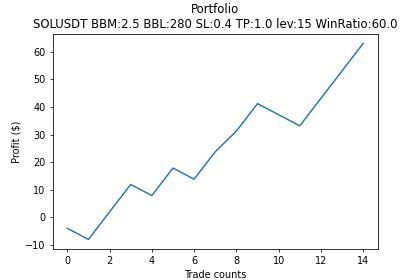 Portfolio
SOLUSDT BBM:2.5 BBL:280 SL:0.4 TP:1.0 lev:15 WinRatio:60.0
60
50
40
30
20
10
0
−10
Profit ($)
0 2 4 6 8 10 12 14
Trade counts